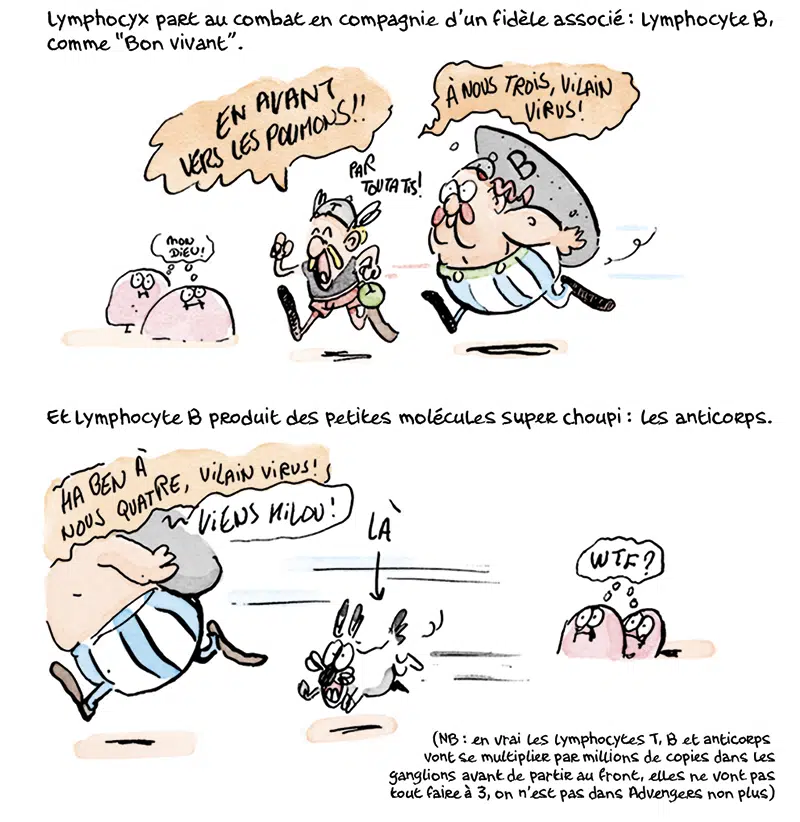 Lymphocyx part au combat en compagnie d'un fidèle associé : Lymphocyte B,
comme "Bon vivant".
EN AVANT
VERS LES POUMONS!!
À NOUS TROIS, VILAIN
VIRUS!
PAR
TOUTATIS!
MON
DIEU!
T
B
Et Lymphocyte B produit des petites molécules super choupi : les anticorps.
HA BEN À
NOUS QUATRE, VILAIN VIRUS!
VIENS MILOU!
LÀ
WTF?
(NB : en vrai les lymphocytes T, B et anticorps
vont se multiplier par millions de copies dans les
ganglions avant de partir au front, elles ne vont pas
tout faire à 3, on n'est pas dans Advengers non plus)